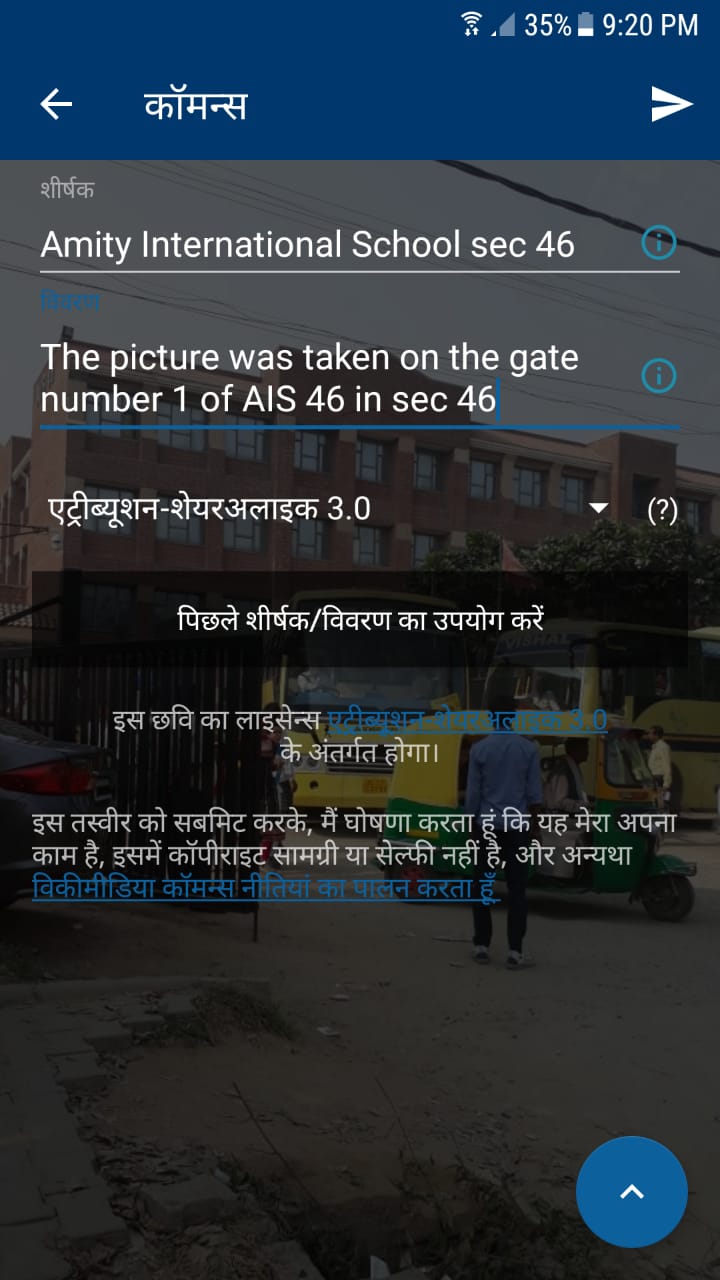 35% 9:20 PM
कॉमन्स
शीर्षक
Amity International School sec 46
विवरण
The picture was taken on the gate
number 1 of AIS 46 in sec 46
एट्रीब्यूशन-शेयरअलाइक 3.0
(?)
पिछले शीर्षक/विवरण का उपयोग करें
VISHAL
इस छवि का लाइसेन्स एट्रीब्यूशन-शेयरअलाइक 3.0
के अंतर्गत होगा।
इस तस्वीर को सबमिट करके, मैं घोषणा करता हूं कि यह मेरा अपना
काम है, इसमें कॉपीराइट सामग्री या सेल्फी नहीं है, और अन्यथा
विकीमीडिया कॉमन्स नीतियां का पालन करता हूँ